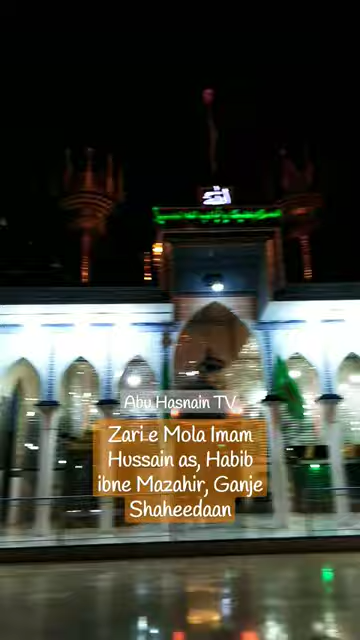 Abu Hasnain TV
Zari.e Mola Imam
Hussain as, Habib
ibne Mazahir, Ganje
Shaheedaan